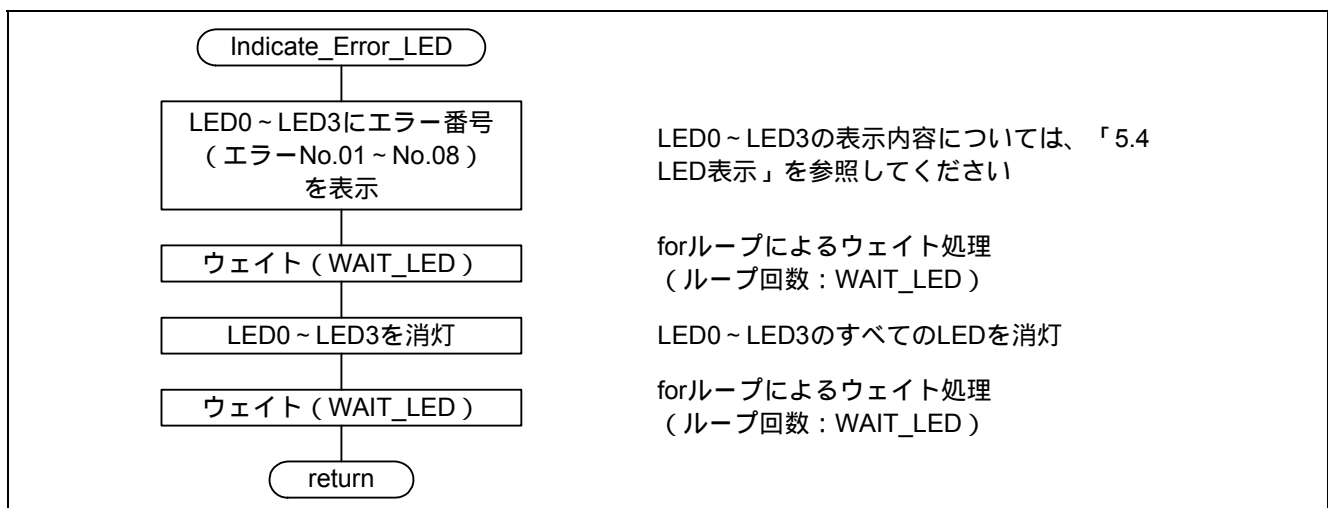 Indicate_Error_LED
LED0~LED3にエラー番号
（エラーNo.01~No.08）
を表示
LED0~LED3の表示内容については、「5.4
LED表示」を参照してください
ウェイト（WAIT_LED）
forループによるウェイト処理
（ループ回数：WAIT_LED）
LED0~LED3を消灯
LED0~LED3のすべてのLEDを消灯
ウェイト（WAIT_LED）
forループによるウェイト処理
（ループ回数：WAIT_LED）
return